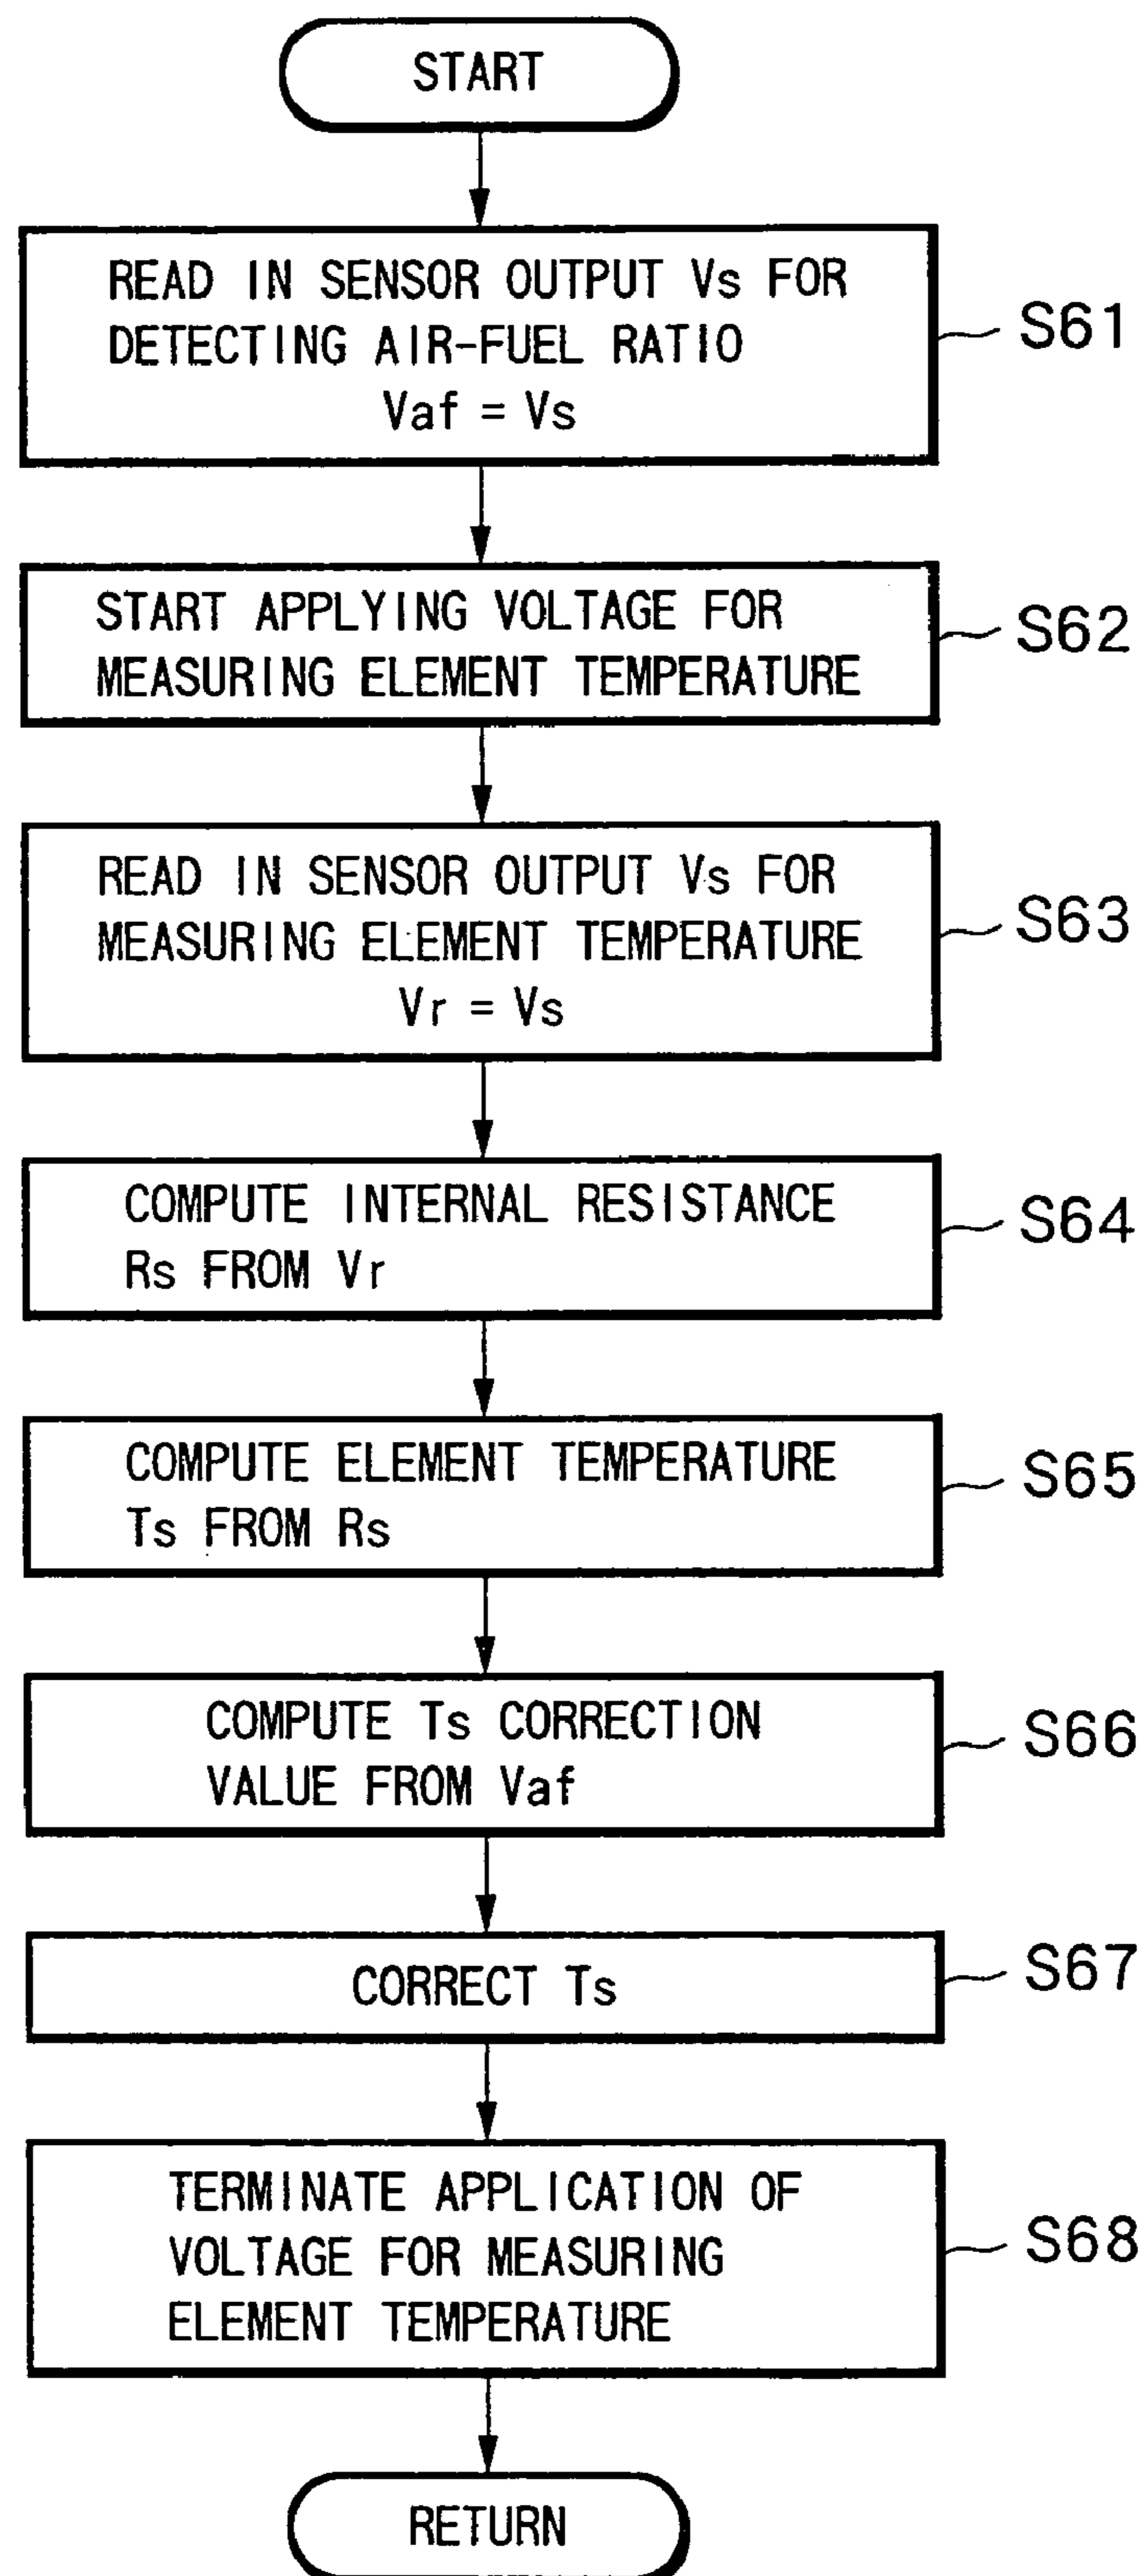 START
READ IN SENSOR OUTPUT Vs FOR
DETECTING AIR-FUEL RATIO
Vaf = Vs
S61
START APPLYING VOLTAGE FOR
MEASURING ELEMENT TEMPERATURE
S62
READ IN SENSOR OUTPUT Vs FOR
MEASURING ELEMENT TEMPERATURE
Vr = Vs
S63
COMPUTE INTERNAL RESISTANCE
Rs FROM Vr
S64
COMPUTE ELEMENT TEMPERATURE
Ts FROM Rs
S65
COMPUTE Ts CORRECTION
VALUE FROM Vaf
S66
CORRECT Ts
S67
TERMINATE APPLICATION OF
VOLTAGE FOR MEASURING
ELEMENT TEMPERATURE
S68
RETURN